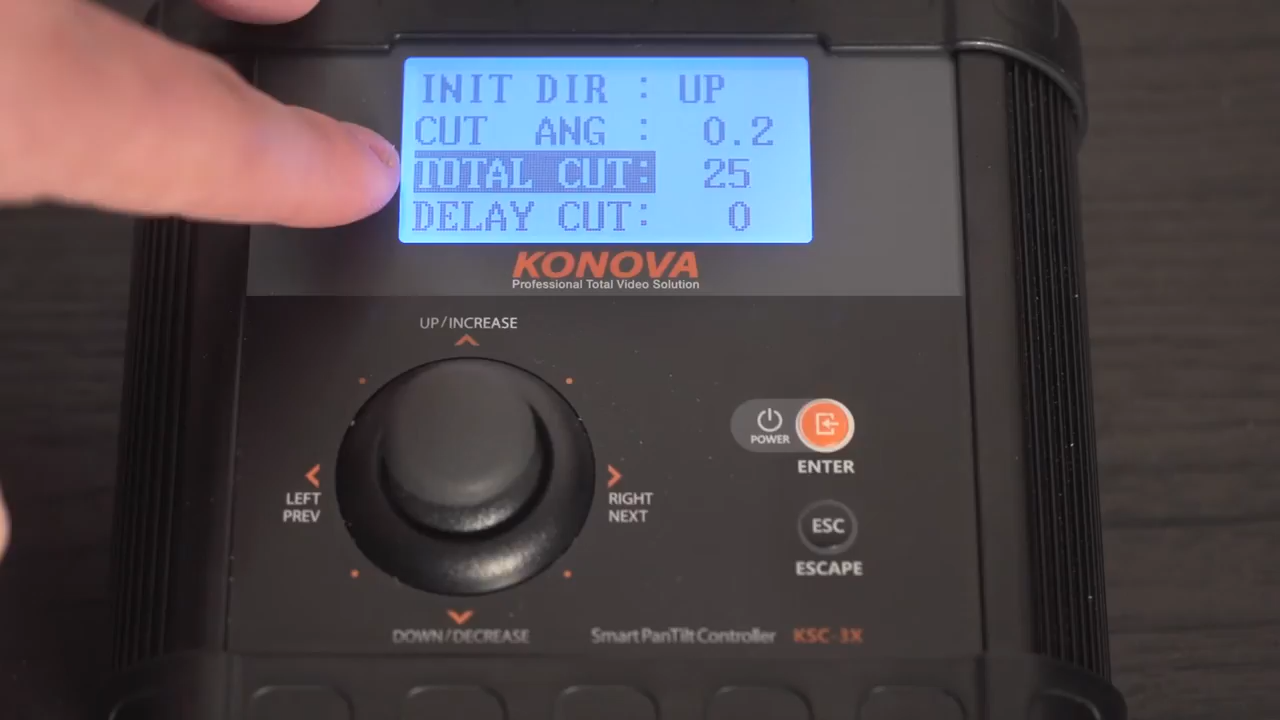 INIT DIR : UP
CUT ANG : 0.2
TOTAL CUT: 25
DELAY CUT: 0
KONOVA
Professional Total Video Solution
UP/INCREASE
POWER
ENTER
LEFT
PREV
RIGHT
NEXT
ESC
ESCAPE
DOWN/DECREASE
Smart PanTilt Controller KSC-3X